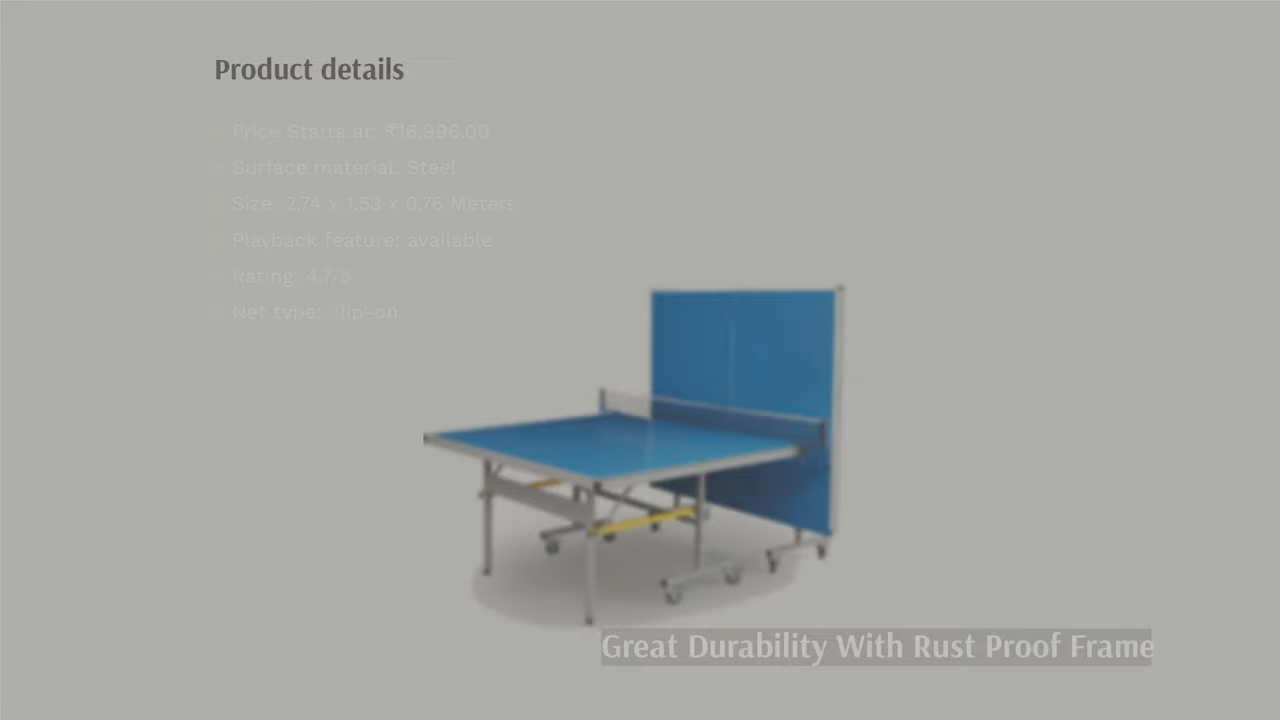 Product details
Price Starts at: ₹16,996.00
Surface material: Steel
Size: 2.74 x 1.53 x 0.76 Meters
Playback feature: available
Rating: 4.7/5
Net type: clip-on
Great Durability With Rust Proof Frame